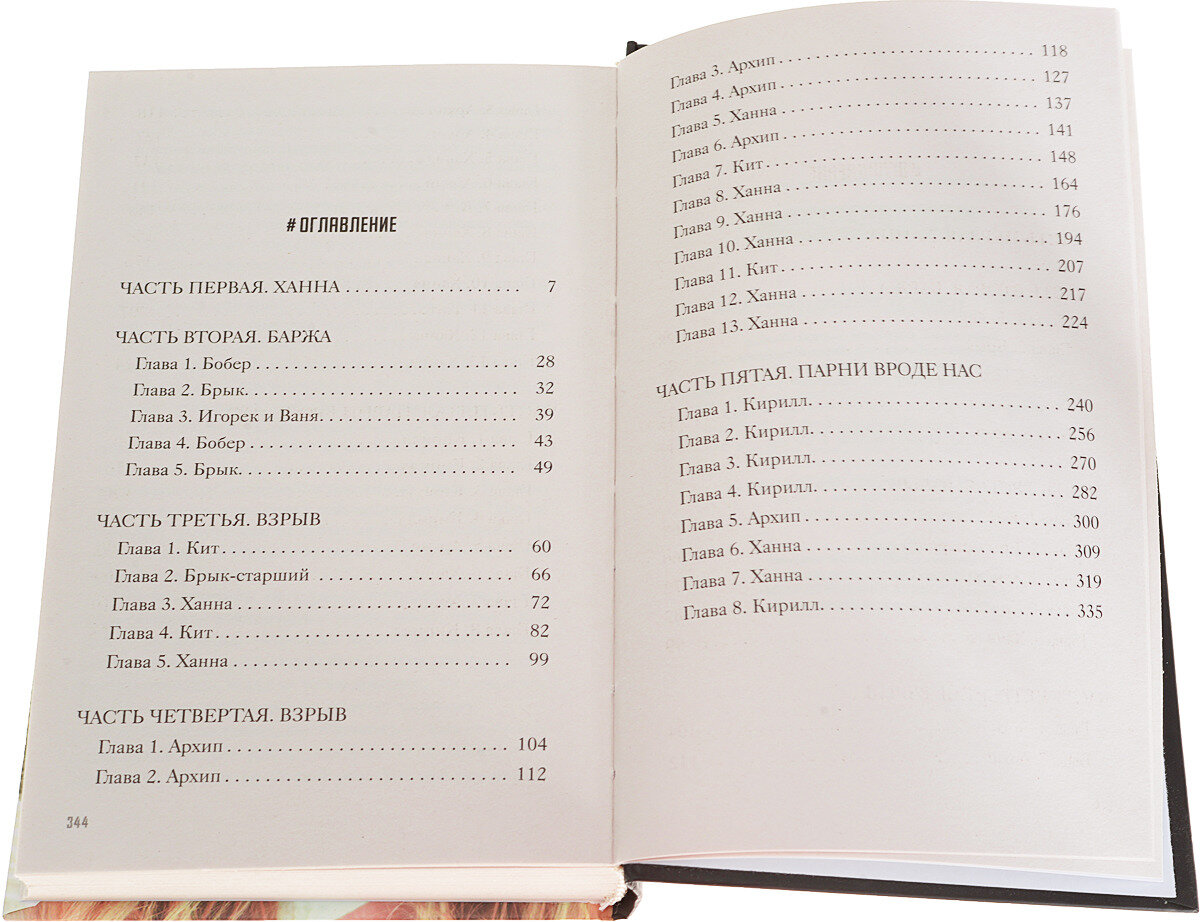 #ОГЛАВЛЕНИЕ
ЧАСТЬ ПЕРВАЯ. ХАННА . . . . . . . . . . . . . . . . . . 7
ЧАСТЬ ВТОРАЯ. БАРЖА
Глава 1. Бобер . . . . . . . . . . . . . . . . . . . . . . . . . . 28
Глава 2. Брык. . . . . . . . . . . . . . . . . . . . . . . . . . . 32
Глава 3. Игорек и Ваня. . . . . . . . . . . . . . . . . . . . 39
Глава 4. Бобер . . . . . . . . . . . . . . . . . . . . . . . . . . 43
Глава 5. Брык. . . . . . . . . . . . . . . . . . . . . . . . . . . 49
ЧАСТЬ ТРЕТЬЯ. ВЗРЫВ
Глава 1. Кит . . . . . . . . . . . . . . . . . . . . . . . . . . . . 60
Глава 2. Брык-старший . . . . . . . . . . . . . . . . . . . . 66
Глава 3. Ханна . . . . . . . . . . . . . . . . . . . . . . . . . . 72
Глава 4. Кит . . . . . . . . . . . . . . . . . . . . . . . . . . . . 82
Глава 5. Ханна . . . . . . . . . . . . . . . . . . . . . . . . . . 99
ЧАСТЬ ЧЕТВЕРТАЯ. ВЗРЫВ
Глава 1. Архип . . . . . . . . . . . . . . . . . . . . . . . . . . 104
Глава 2. Архип . . . . . . . . . . . . . . . . . . . . . . . . . . 112
344
Глава 3. Архип . . . . . . . . . . . . . . . . . . . . . . . . . . 118
Глава 4. Архип . . . . . . . . . . . . . . . . . . . . . . . . . . 127
Глава 5. Ханна . . . . . . . . . . . . . . . . . . . . . . . . . . 137
Глава 6. Архип . . . . . . . . . . . . . . . . . . . . . . . . . . 141
Глава 7. Кит . . . . . . . . . . . . . . . . . . . . . . . . . . . . 148
Глава 8. Ханна . . . . . . . . . . . . . . . . . . . . . . . . . . 164
Глава 9. Ханна . . . . . . . . . . . . . . . . . . . . . . . . . . 176
Глава 10. Ханна . . . . . . . . . . . . . . . . . . . . . . . . . 194
Глава 11. Кит . . . . . . . . . . . . . . . . . . . . . . . . . . . 207
Глава 12. Ханна . . . . . . . . . . . . . . . . . . . . . . . . . 217
Глава 13. Ханна . . . . . . . . . . . . . . . . . . . . . . . . . 224
ЧАСТЬ ПЯТАЯ. ПАРНИ ВРОДЕ НАС
Глава 1. Кирилл. . . . . . . . . . . . . . . . . . . . . . . . . 240
Глава 2. Кирилл. . . . . . . . . . . . . . . . . . . . . . . . . 256
Глава 3. Кирилл. . . . . . . . . . . . . . . . . . . . . . . . . 270
Глава 4. Кирилл. . . . . . . . . . . . . . . . . . . . . . . . . 282
Глава 5. Архип . . . . . . . . . . . . . . . . . . . . . . . . . . 300
Глава 6. Ханна . . . . . . . . . . . . . . . . . . . . . . . . . . 309
Глава 7. Ханна . . . . . . . . . . . . . . . . . . . . . . . . . . 319
Глава 8. Кирилл. . . . . . . . . . . . . . . . . . . . . . . . . 335